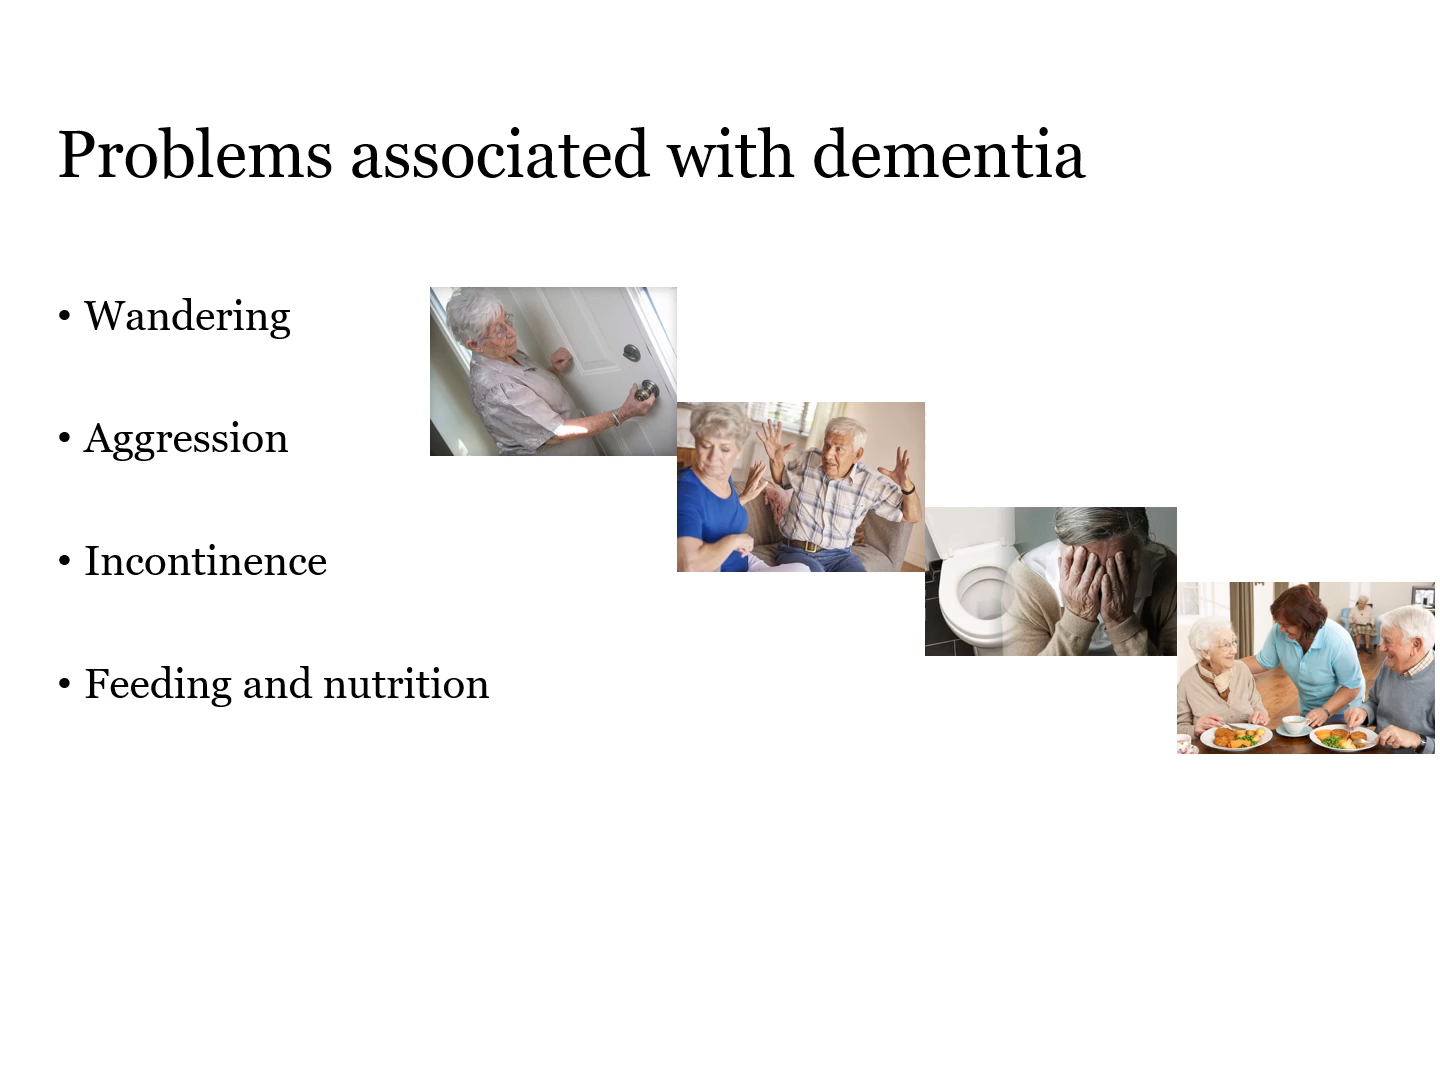 Problems associated with dementia
• Wandering
• Aggression
• Incontinence
• Feeding and nutrition